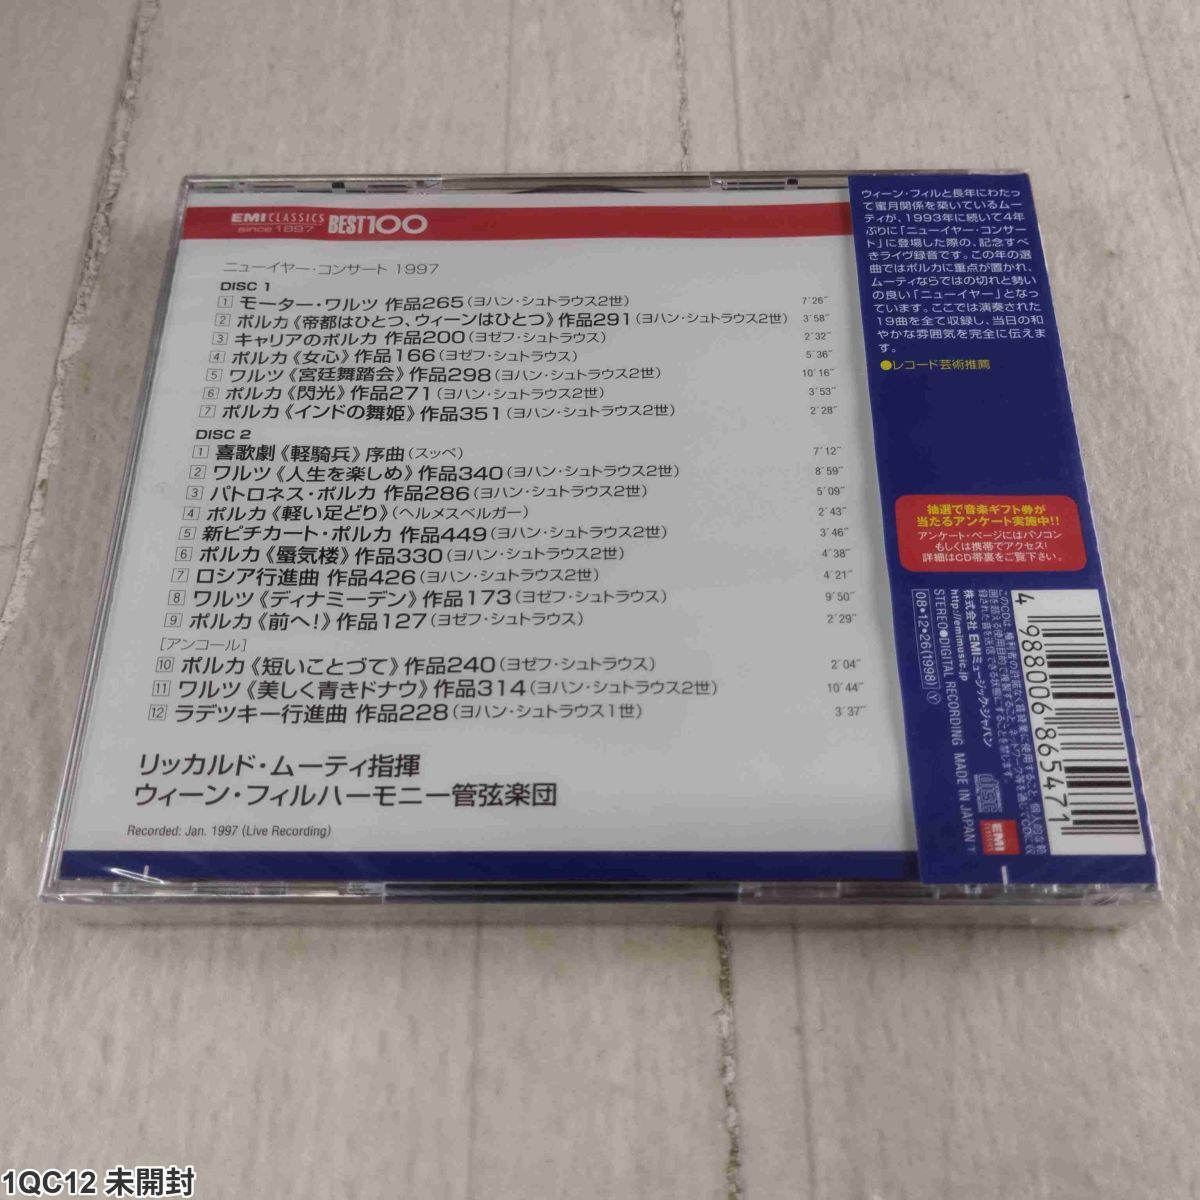 EMI CLASSICS
since 1897
BEST100
ニューイヤー・コンサート 1997
DISC 1
1 モーター・ワルツ 作品265(ヨハン・シュトラウス2世) 7′26″
2 ポルカ《帝都はひとつ、ウィーンはひとつ》作品291(ヨハン・シュトラウス2世) 3′58″
3 キャリアのポルカ 作品200(ヨゼフ・シュトラウス) 2′32″
4 ポルカ《女心》作品166(ヨゼフ・シュトラウス) 5′36″
5 ワルツ《宮廷舞踏会》作品298(ヨハン・シュトラウス2世) 10′16″
6 ポルカ《閃光》作品271(ヨハン・シュトラウス2世) 3′53″
7 ポルカ《インドの舞姫》作品351(ヨハン・シュトラウス2世) 2′28″
DISC 2
1 喜歌劇《軽騎兵》序曲(スッペ) 7′12″
2 ワルツ《人生を楽しめ》作品340(ヨハン・シュトラウス2世) 8′59″
3 パトロネス・ポルカ 作品286(ヨハン・シュトラウス2世) 5′09″
4 ポルカ《軽い足どり》(ヘルメスベルガー) 2′43″
5 新ピチカート・ポルカ 作品449(ヨハン・シュトラウス2世) 3′46″
6 ポルカ《蜃気楼》作品330(ヨハン・シュトラウス2世) 4′38″
7 ロシア行進曲 作品426(ヨハン・シュトラウス2世) 4′21″
8 ワルツ《ディナミーデン》作品173(ヨゼフ・シュトラウス) 9′50″
9 ポルカ《前へ!》作品127(ヨゼフ・シュトラウス) 2′29″
[アンコール]
10 ポルカ《短いことづて》作品240(ヨゼフ・シュトラウス) 2′04″
11 ワルツ《美しく青きドナウ》作品314(ヨハン・シュトラウス2世) 10′44″
12 ラデツキー行進曲 作品228(ヨハン・シュトラウス1世) 3′37″
リッカルド・ムーティ指揮
ウィーン・フィルハーモニー管弦楽団
Recorded: Jan. 1997 (Live Recording)
ウィーン・フィルと長年にわたっ
て蜜月関係を築いているムー
ティが、1993年に続いて4年
ぶりに「ニューイヤー・コンサー
ト」に登場した際の、記念すべ
きライヴ録音です。この年の選
曲ではポルカに重点が置かれ、
ムーティならではの切れと勢い
の良い「ニューイヤー」となっ
ています。ここでは演奏された
19曲を全て収録し、当日の和
やかな雰囲気を完全に伝えま
す。
●レコード芸術推薦
抽選で音楽ギフト券が
当たるアンケート実施中!!
アンケート・ページにはパソコン
もしくは携帯でアクセス!
詳細はCD帯裏をご覧下さい。
4 988006 865471
株式会社 EMIミュージック・ジャパン
http://emimusic.jp
08・12・26(1998) Y
STEREO●DIGITAL RECORDING MADE IN JAPAN T
disc
EMI
CLASSICS
1QC12 未開封